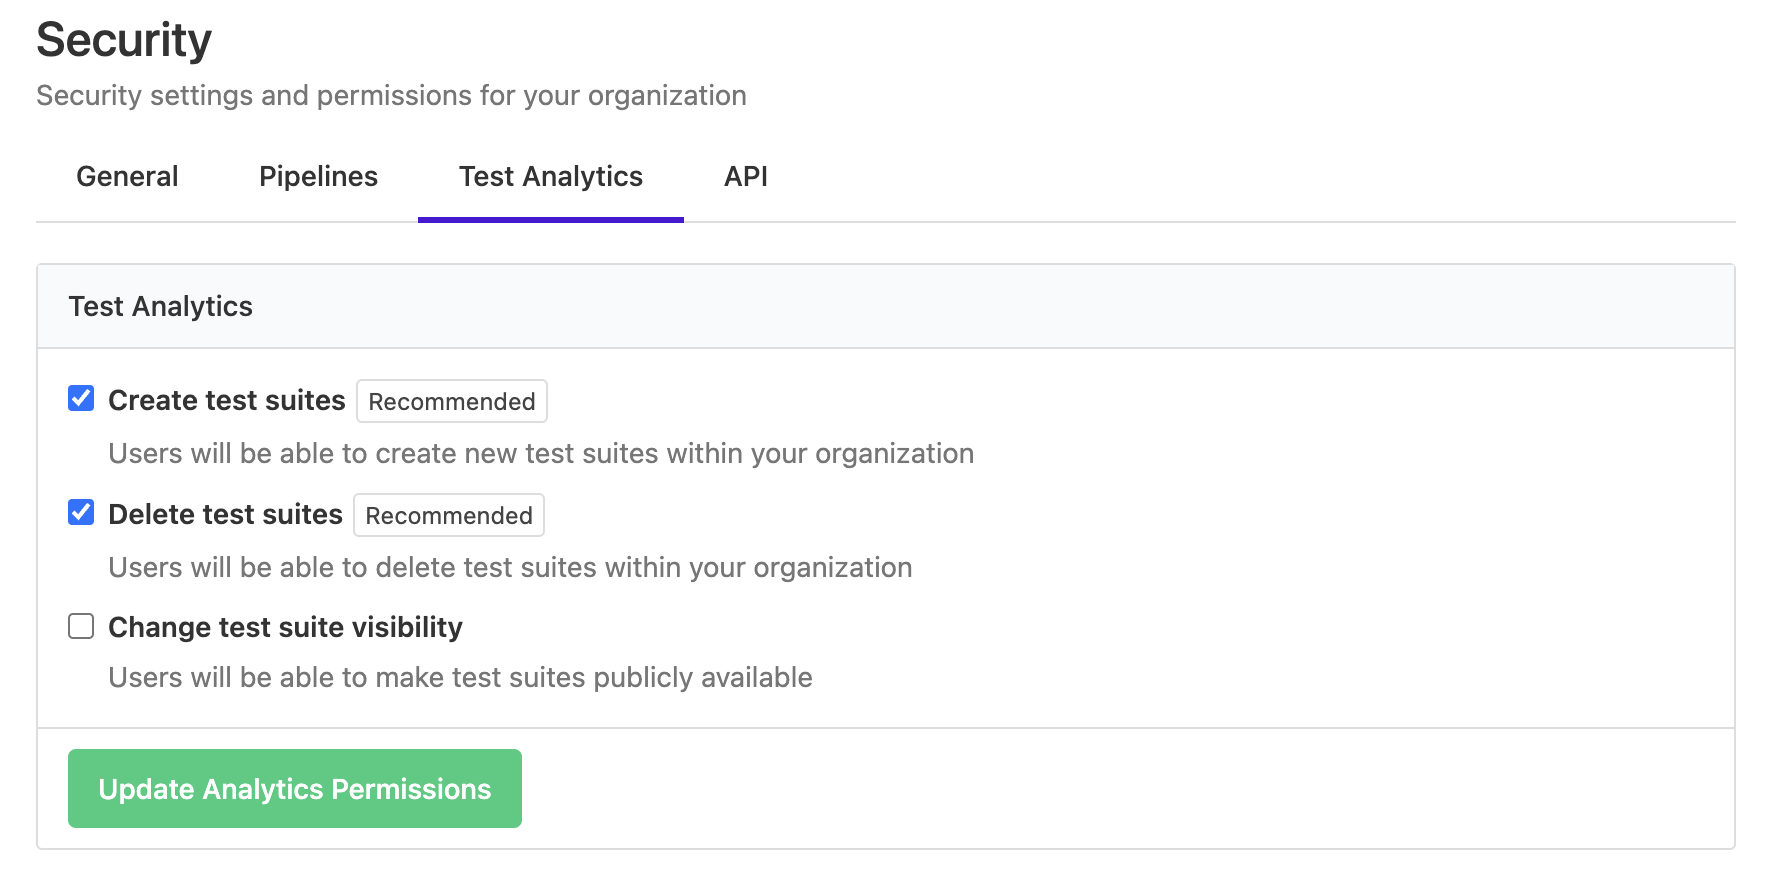 Security
Security settings and permissions for your organization
General Pipelines Test Analytics API
Test Analytics
Create test suites Recommended
Users will be able to create new test suites within your organization
Delete test suites Recommended
Users will be able to delete test suites within your organization
Change test suite visibility
Users will be able to make test suites publicly available
Update Analytics Permissions